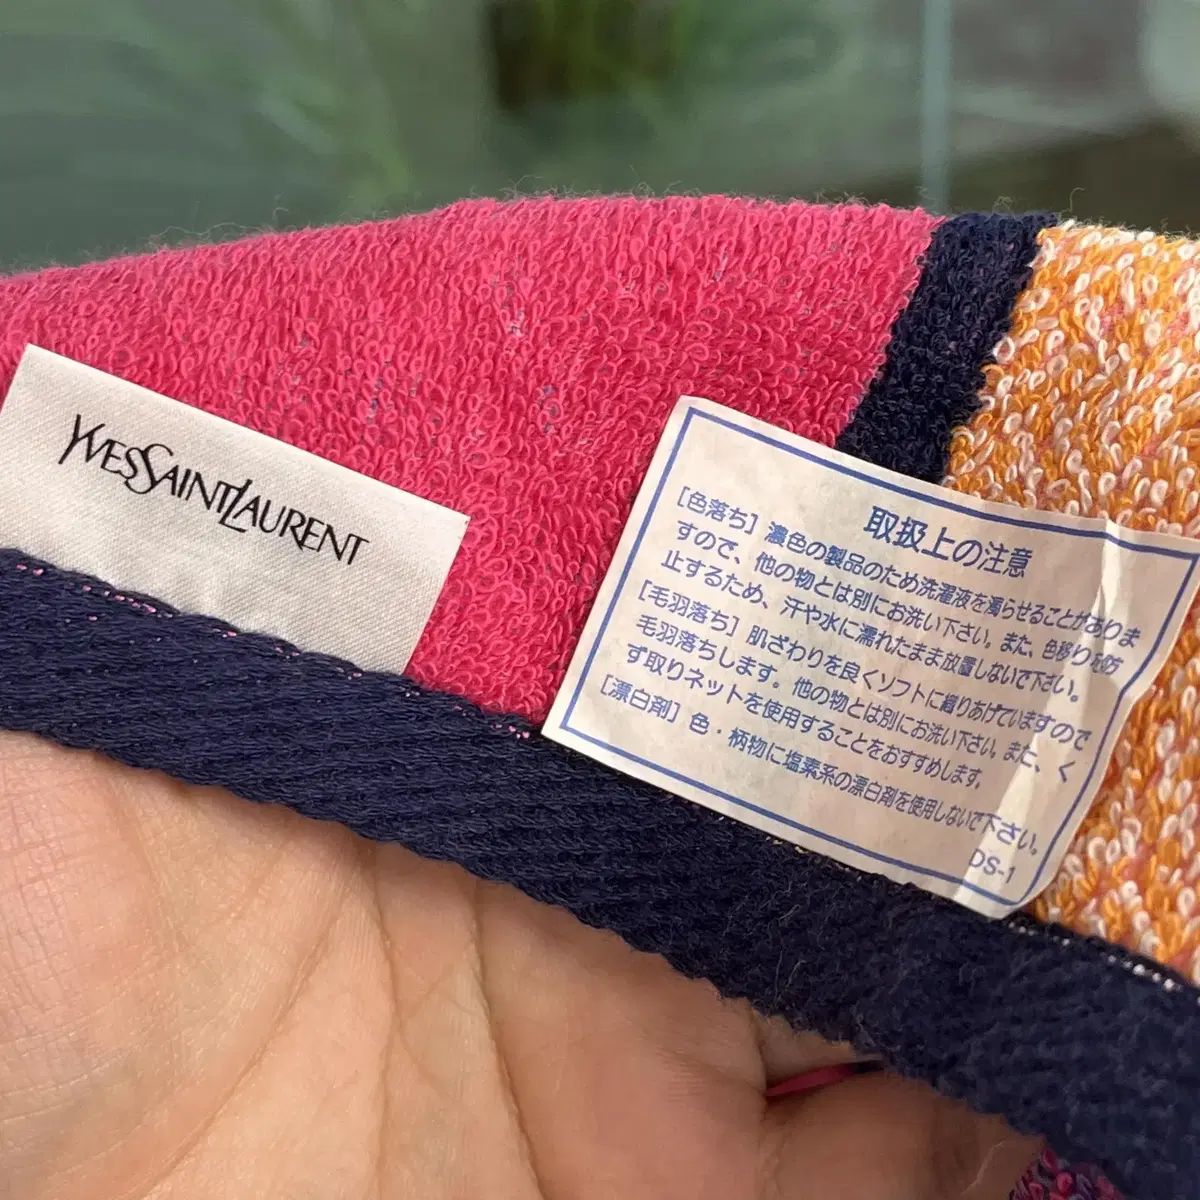 YVESSAINTLAURENT
取扱上の注意
[色落ち] 濃色の製品のため洗濯液を濁らせることがありま
すので、他の物とは別にお洗い下さい。また、色移り防
止するため、汗や水に濡れたまま放置しないで下さい。
[毛羽落ち] 肌ざわりを良くソフトに織りあげていますので
毛羽落ちします。他の物とは別にお洗い下さい。また、く
ず取りネットを使用することをおすすめします。
[漂白剤] 色・柄物に塩素系の漂白剤を使用しないで下さい。
DS-1